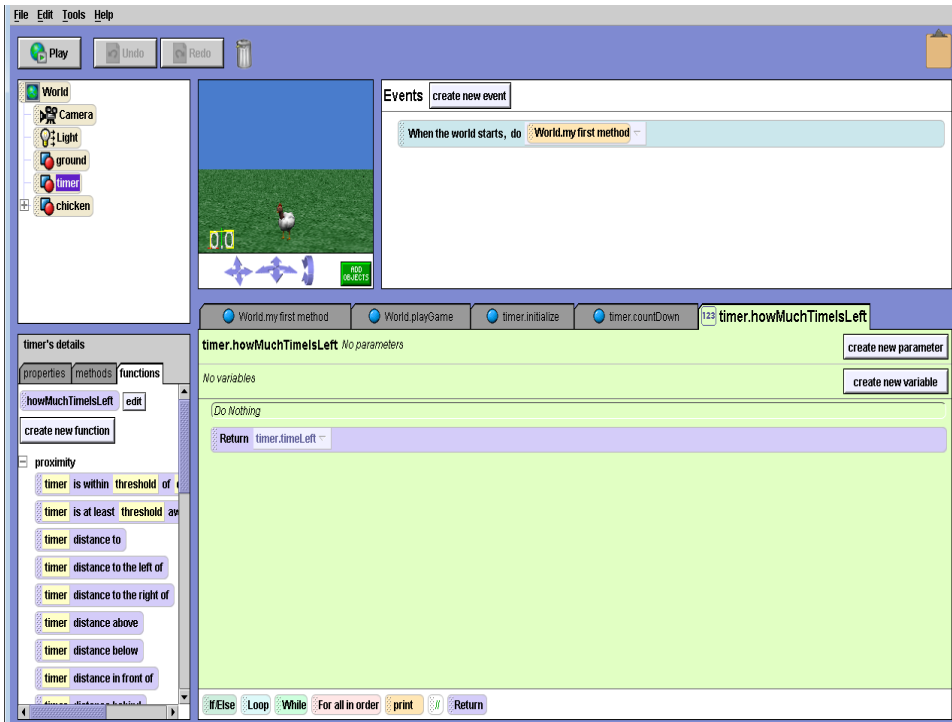 File Edit Tools Help
Play Undo Redo
World
Camera
Light
ground
timer
chicken
0.0
ADD OBJECTS
Events create new event
When the world starts, do World.my first method
timer's details
properties methods functions
howMuchTimeIsLeft edit
create new function
proximity
timer is within threshold of
timer is at least threshold aw
timer distance to
timer distance to the left of
timer distance to the right of
timer distance above
timer distance below
timer distance in front of
timer distance behind
World.my first method World.playGame timer.initialize timer.countDown 123 timer.howMuchTimeIsLeft
timer.howMuchTimeIsLeft No parameters create new parameter
No variables create new variable
Do Nothing
Return timer.timeLeft
If/Else Loop While For all in order print // Return